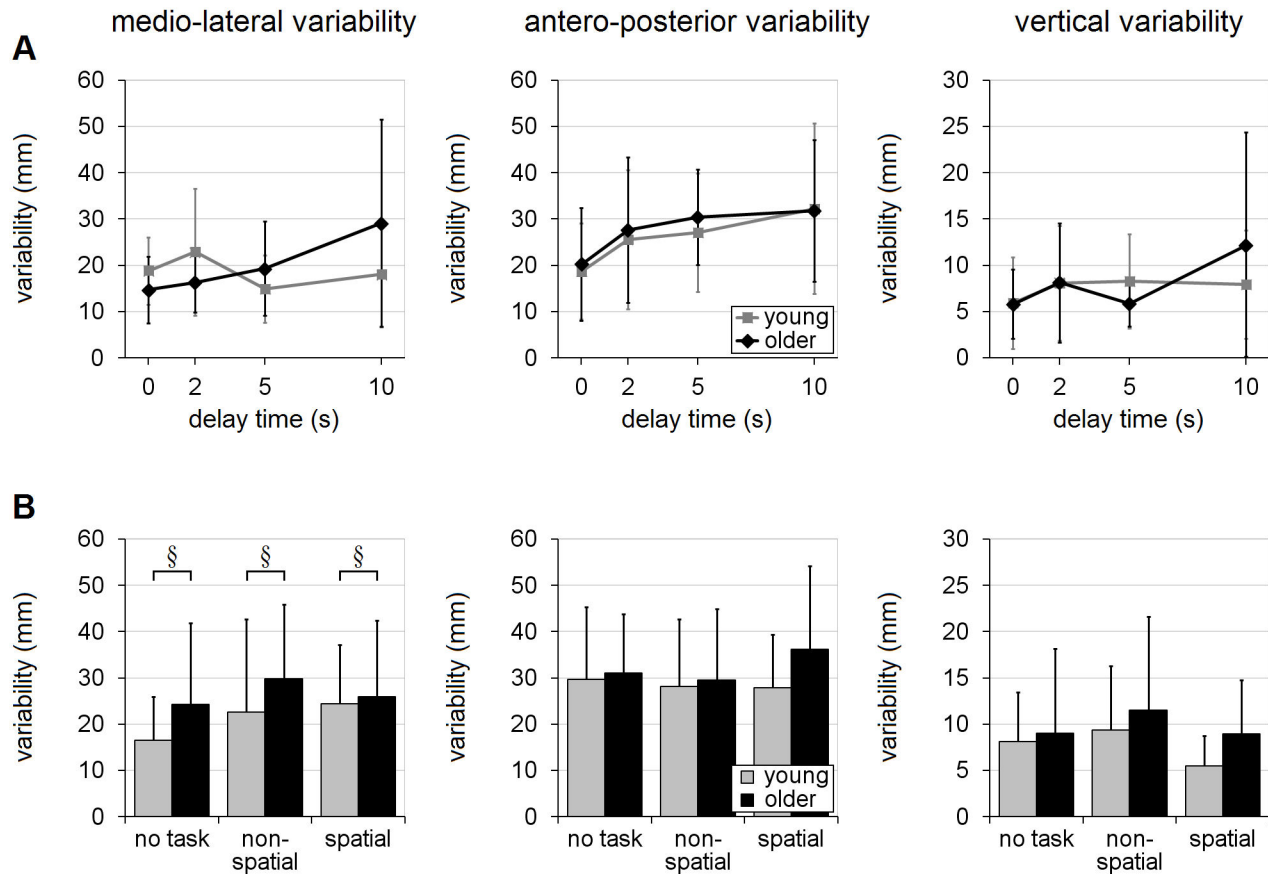 medio-lateral variability
antero-posterior variability
vertical variability
A
variability (mm)
60
50
40
30
20
10
0
0 2 5 10
delay time (s)
variability (mm)
60
50
40
30
20
10
0
young
older
0 2 5 10
delay time (s)
variability (mm)
30
25
20
15
10
5
0
0 2 5 10
delay time (s)
B
variability (mm)
60
50
40
30
20
10
0
§ § §
no task non- spatial
spatial
variability (mm)
60
50
40
30
20
10
0
young
older
no task non- spatial
spatial
variability (mm)
30
25
20
15
10
5
0
no task non- spatial
spatial